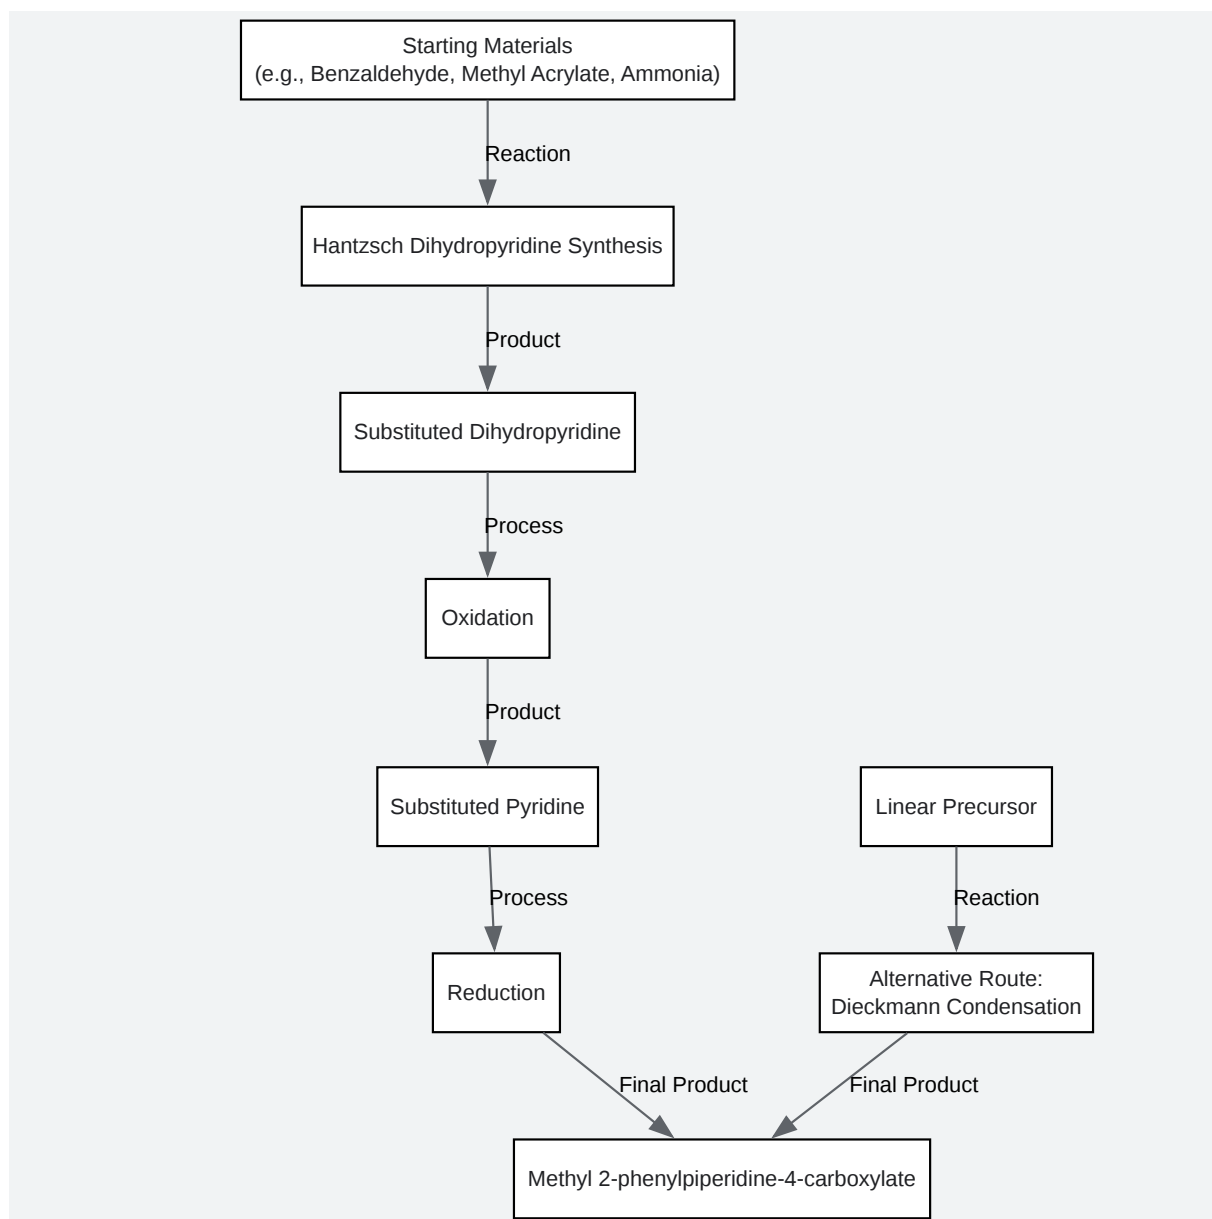 Starting Materials
(e.g., Benzaldehyde, Methyl Acrylate, Ammonia)
Reaction
Hantzsch Dihydropyridine Synthesis
Product
Substituted Dihydropyridine
Process
Oxidation
Product
Substituted Pyridine
Linear Precursor
Process
Reaction
Reduction
Alternative Route:
Dieckmann Condensation
Final Product
Final Product
Methyl 2-phenylpiperidine-4-carboxylate